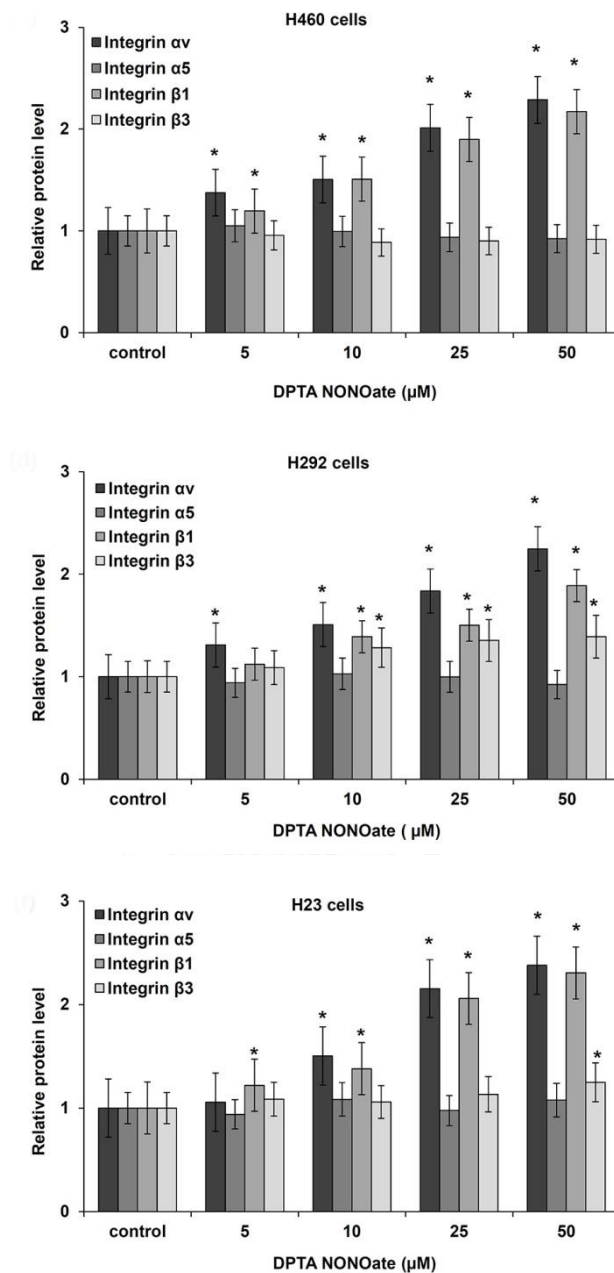 H460 cells
Integrin αv
Integrin α5
Integrin β1
Integrin β3
Relative protein level
3
2
1
0
* * * * * * * *
control 5 10 25 50
DPTA NONOate (µM)
H292 cells
Integrin αv
Integrin α5
Integrin β1
Integrin β3
Relative protein level
3
2
1
0
* * * * * * * * * *
control 5 10 25 50
DPTA NONOate ( µM)
H23 cells
Integrin αv
Integrin α5
Integrin β1
Integrin β3
Relative protein level
3
2
1
0
* * * * * * * *
control 5 10 25 50
DPTA NONOate (µM)